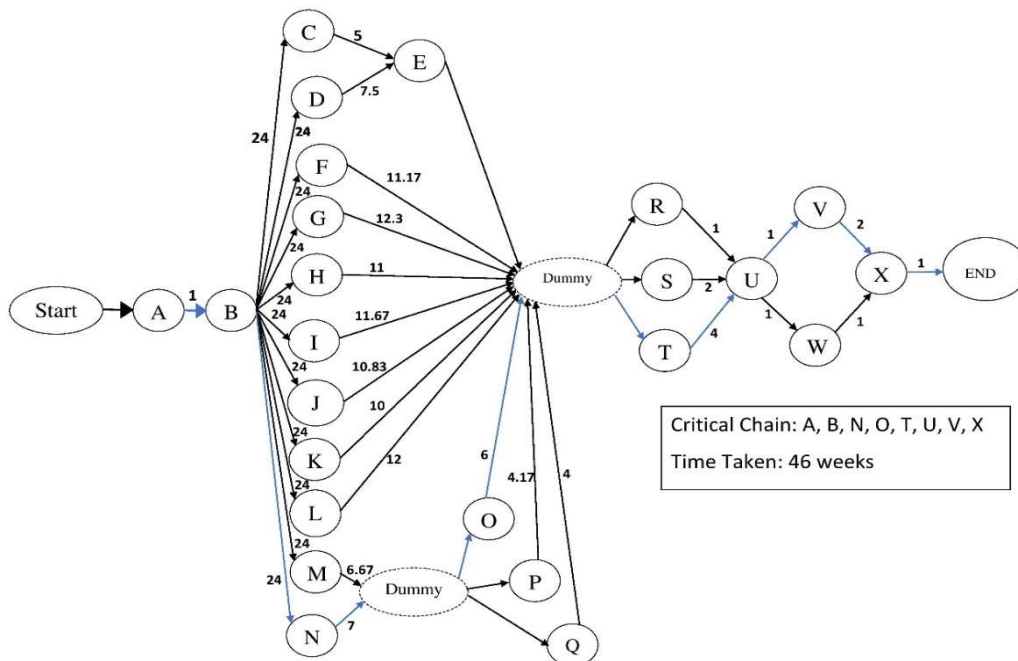 C
5
E
D
7.5
24
24
F
11.17
24
G
12.3
24
H
11
24
I
11.67
24
J
10.83
24
K
10
24
L
12
24
M
6.67
24
N
7
Start
A
1
B
Dummy
6
4.17
4
O
Dummy
P
Q
R
1
S
2
T
4
U
1
V
2
1
W
1
X
1
END
Critical Chain: A, B, N, O, T, U, V, X
Time Taken: 46 weeks